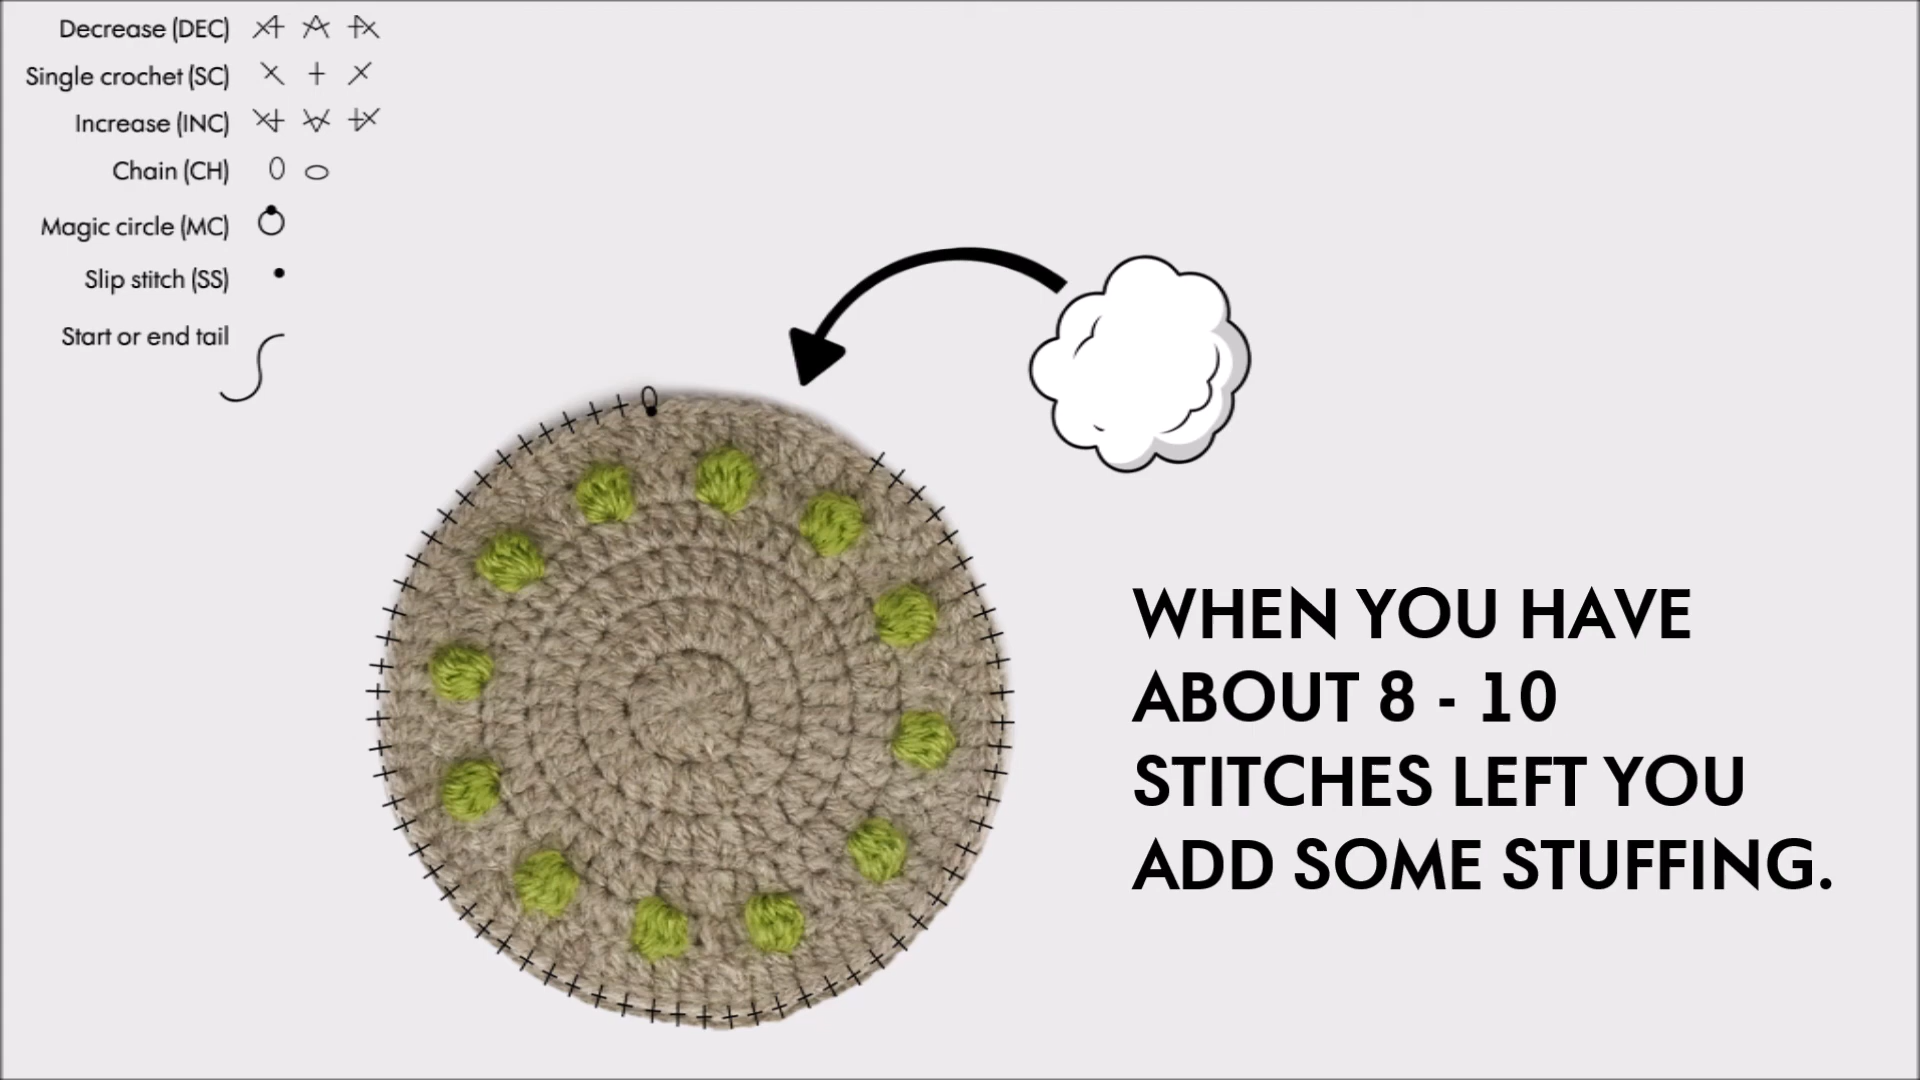 Decrease (DEC)
Single crochet (SC)
Increase (INC)
Chain (CH)
Magic circle (MC)
Slip stitch (SS)
Start or end tail
WHEN YOU HAVE
ABOUT 8 - 10
STITCHES LEFT YOU
ADD SOME STUFFING.